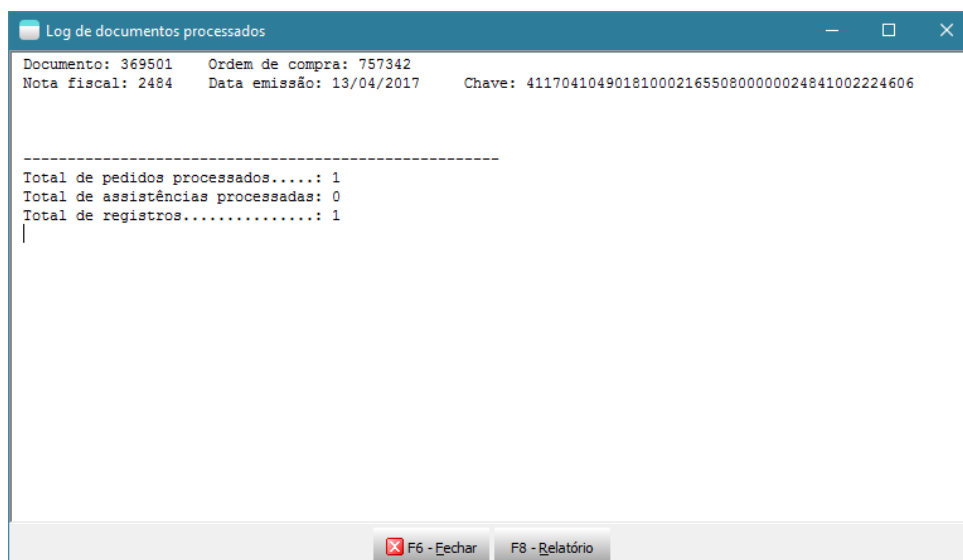 Log de documentos processados
Documento: 369501 Ordem de compra: 757342
Nota fiscal: 2484 Data emissão: 13/04/2017 Chave: 41170410490181000216550800000024841002224606
-----------------------------------------------------
Total de pedidos processados.....: 1
Total de assistências processadas: 0
Total de registros...............: 1
F6 - Fechar F8 - Relatório